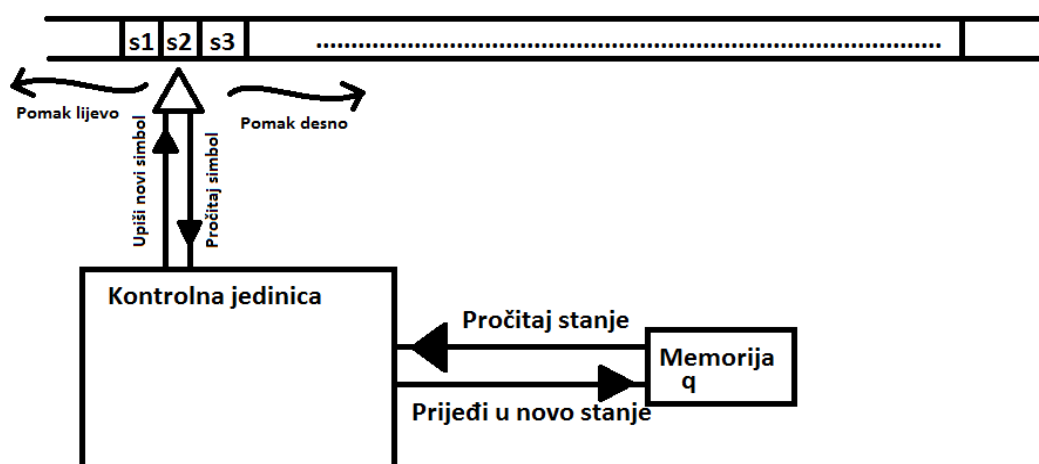 s1 s2 s3 ................................................................................
Pomak lijevo
Pomak desno
Upiši novi simbol
Pročitaj simbol
Kontrolna jedinica
Pročitaj stanje
Memorija
q
Prijeđi u novo stanje